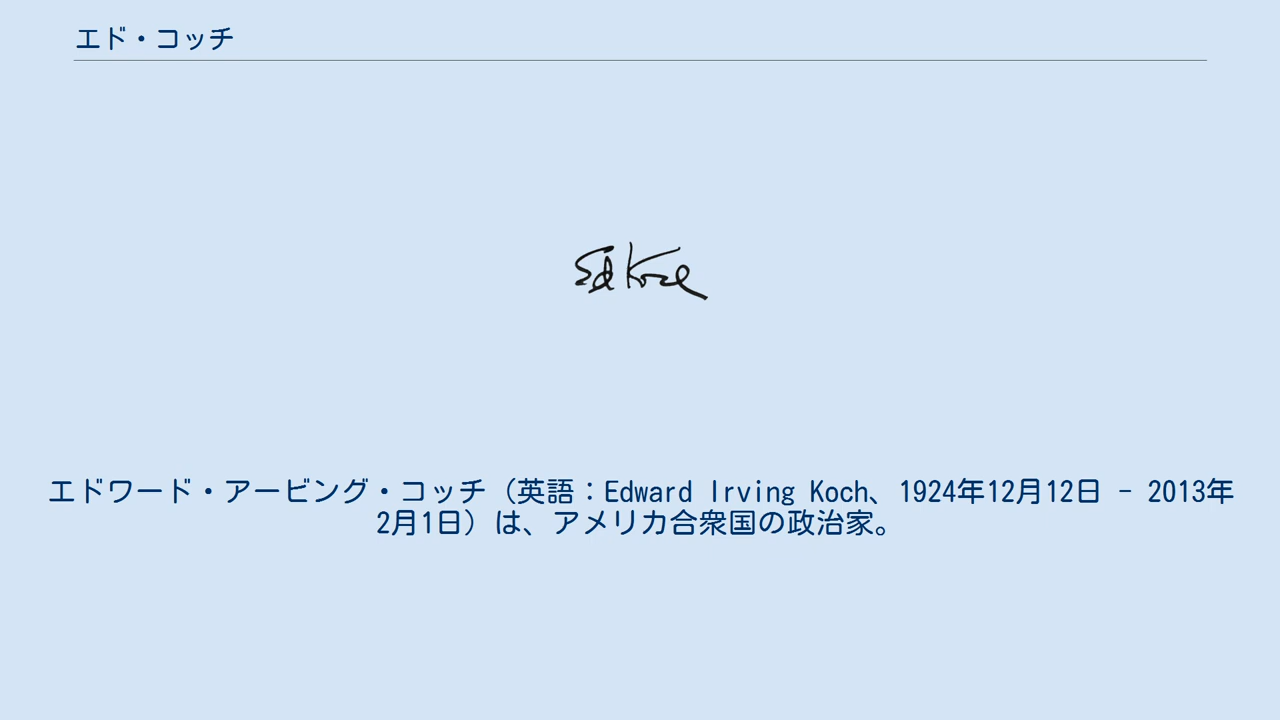 エド・コッチ
Ed Koch
エドワード・アービング・コッチ（英語：Edward Irving Koch、1924年12月12日 - 2013年
2月1日）は、アメリカ合衆国の政治家。